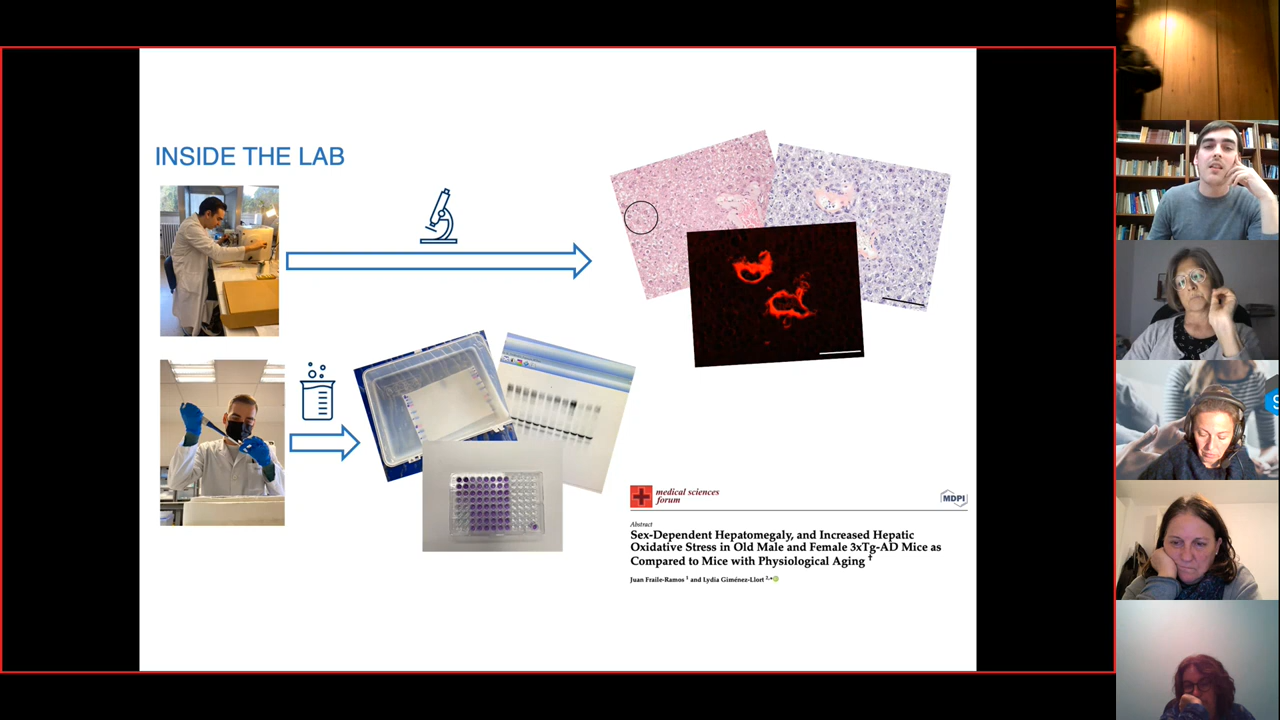 INSIDE THE LAB
medical sciences
forum
MDPI
Abstract
Sex-Dependent Hepatomegaly, and Increased Hepatic
Oxidative Stress in Old Male and Female 3xTg-AD Mice as
Compared to Mice with Physiological Aging †
Juan Fraile-Ramos 1 and Lydia Giménez-Llort 2,*
S